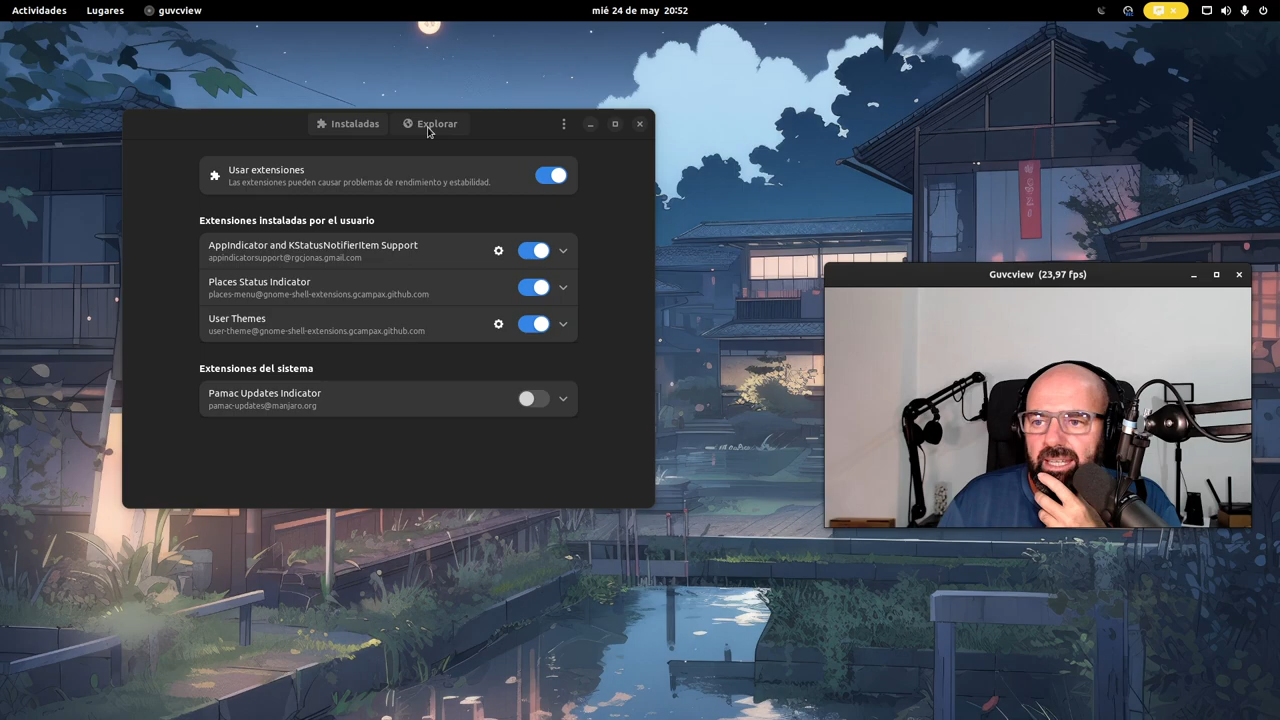 Actividades Lugares guvcview mié 24 de may 20:52
Instaladas Explorar
Usar extensiones
Las extensiones pueden causar problemas de rendimiento y estabilidad.
Extensiones instaladas por el usuario
AppIndicator and KStatusNotifierItem Support
appindicatorsupport@rgcjonas.gmail.com
Places Status Indicator
places-menu@gnome-shell-extensions.gcampax.github.com
User Themes
user-theme@gnome-shell-extensions.gcampax.github.com
Extensiones del sistema
Pamac Updates Indicator
pamac-updates@manjaro.org
Guvcview (23,97 fps)